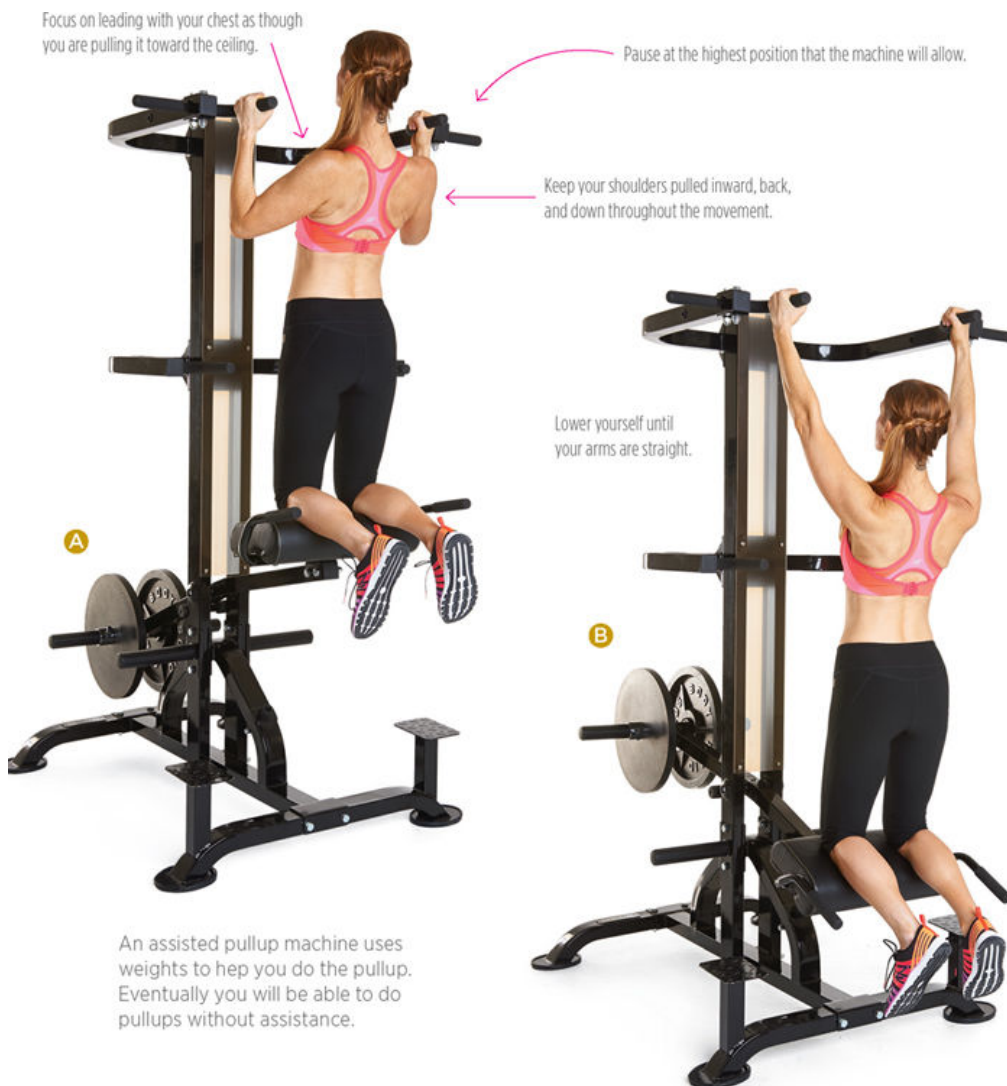 Focus on leading with your chest as though
you are pulling it toward the ceiling.
Pause at the highest position that the machine will allow.
Keep your shoulders pulled inward, back,
and down throughout the movement.
A
Lower yourself until
your arms are straight.
B
An assisted pullup machine uses
weights to hep you do the pullup.
Eventually you will be able to do
pullups without assistance.